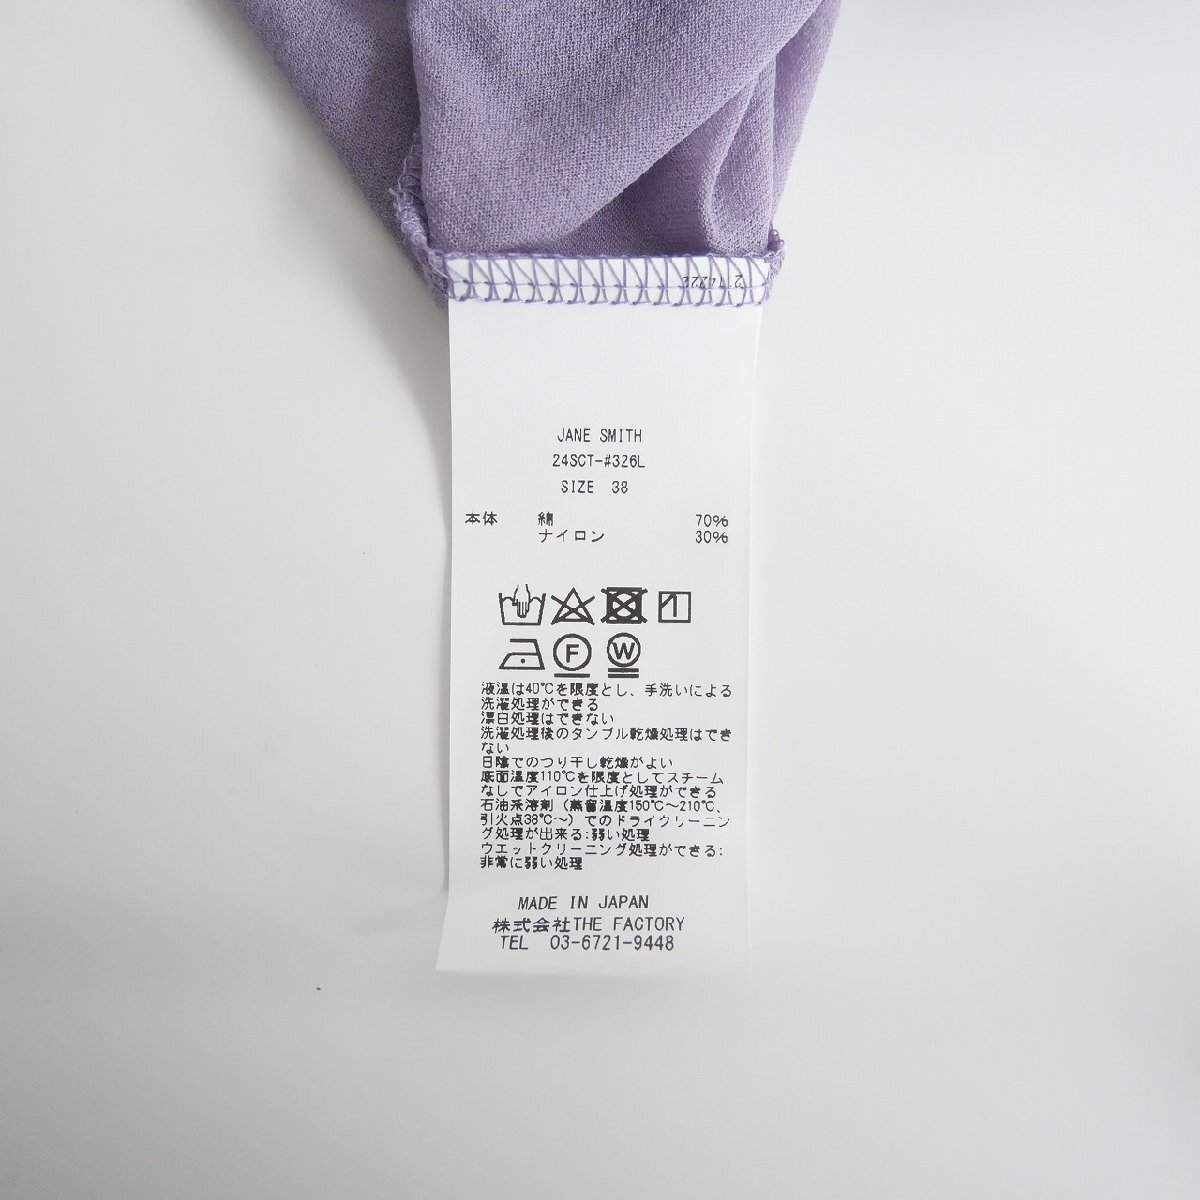 JANE SMITH
24SCT-#326L
SIZE 38
本体 綿 70%
ナイロン 30%
F W
液温は40℃を限度とし、手洗いによる
洗濯処理ができる
漂白処理はできない
洗濯処理後のタンブル乾燥処理はでき
ない
日陰でのつり干し乾燥がよい
底面温度110℃を限度としてスチーム
なしでアイロン仕上げ処理ができる
石油系溶剤(蒸留温度150℃～210℃、
引火点38℃～)でのドライクリーニン
グ処理が出来る:弱い処理
ウエットクリーニング処理ができる:
非常に弱い処理
MADE IN JAPAN
株式会社THE FACTORY
TEL 03-6721-9448